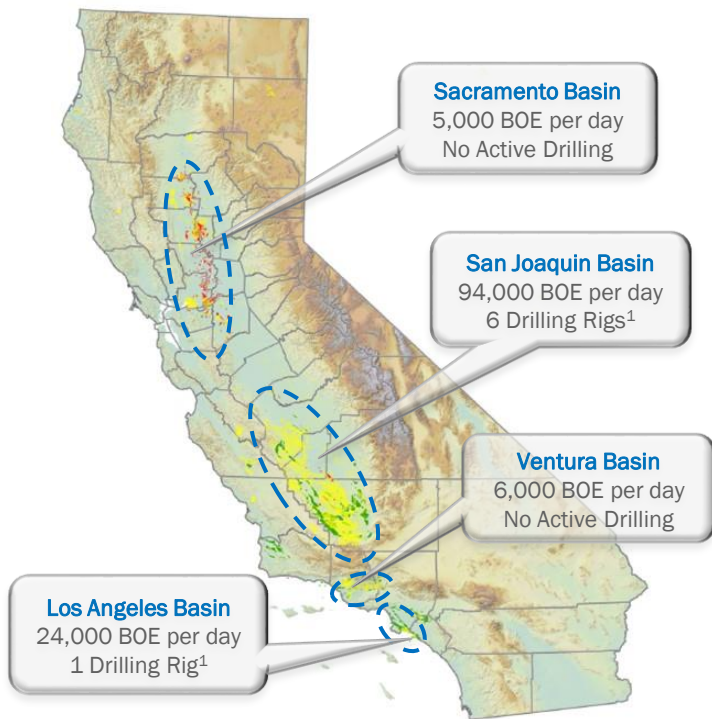 Sacramento Basin
5,000 BOE per day
No Active Drilling
San Joaquin Basin
94,000 BOE per day
6 Drilling Rigs¹
Ventura Basin
6,000 BOE per day
No Active Drilling
Los Angeles Basin
24,000 BOE per day
1 Drilling Rig¹